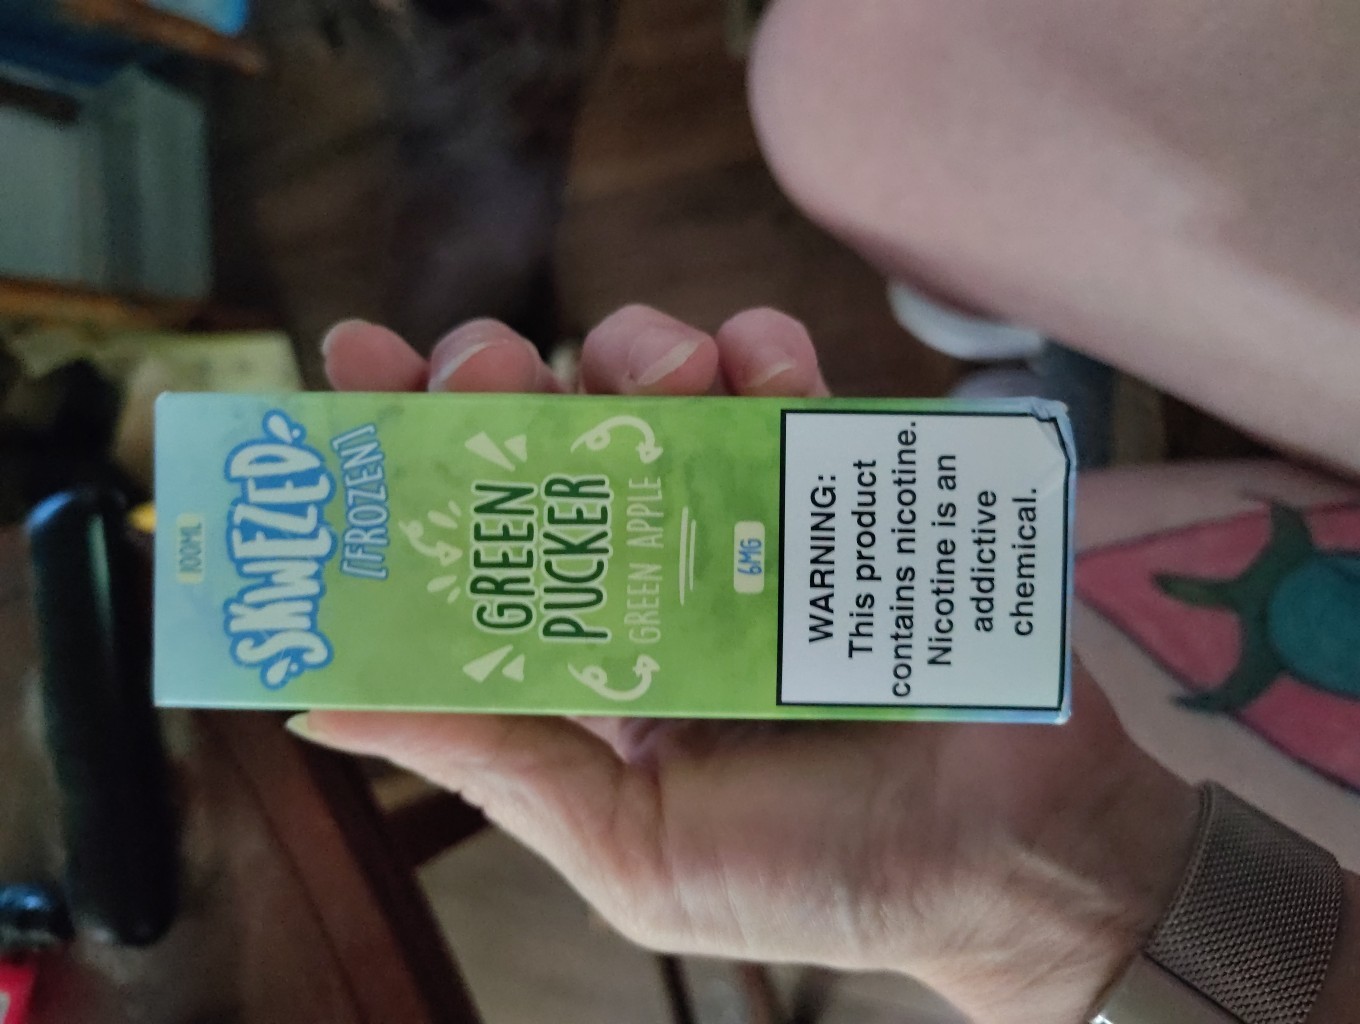 100ML
SKWEZED
[FROZEN]
GREEN
PUCKER
GREEN APPLE
6MG
WARNING:
This product
contains nicotine.
Nicotine is an
addictive
chemical.